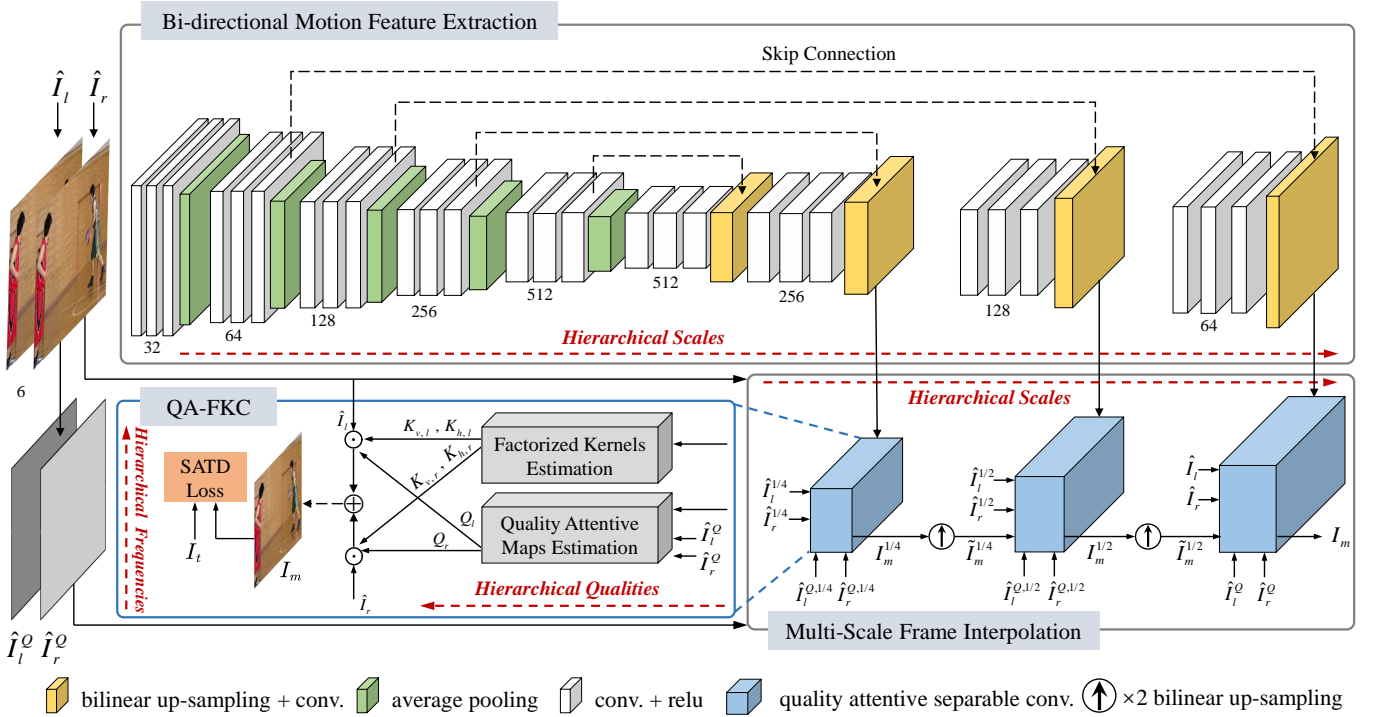 Bi-directional Motion Feature Extraction
Skip Connection
Î_l Î_r
32
64
128
256
512
512
256
128
64
Hierarchical Scales
6
QA-FKC
Hierarchical Frequencies
SATD
Loss
I_t
I_m
Î_l
K_{v,l} , K_{h,l}
K_{v,r} , K_{h,r}
Q_l
Q_r
Î_r
Factorized Kernels
Estimation
Quality Attentive
Maps Estimation
Î_l^Q
Î_r^Q
Hierarchical Qualities
Hierarchical Scales
Î_l^{1/4}
Î_r^{1/4}
Î_l^{Q,1/4} Î_r^{Q,1/4}
I_m^{1/4}
Ĩ_m^{1/4}
Î_l^{1/2}
Î_r^{1/2}
Î_l^{Q,1/2} Î_r^{Q,1/2}
I_m^{1/2}
Ĩ_m^{1/2}
Î_l
Î_r
Î_l^Q Î_r^Q
I_m
Multi-Scale Frame Interpolation
Î_l^Q Î_r^Q
bilinear up-sampling + conv.
average pooling
conv. + relu
quality attentive separable conv.
×2 bilinear up-sampling